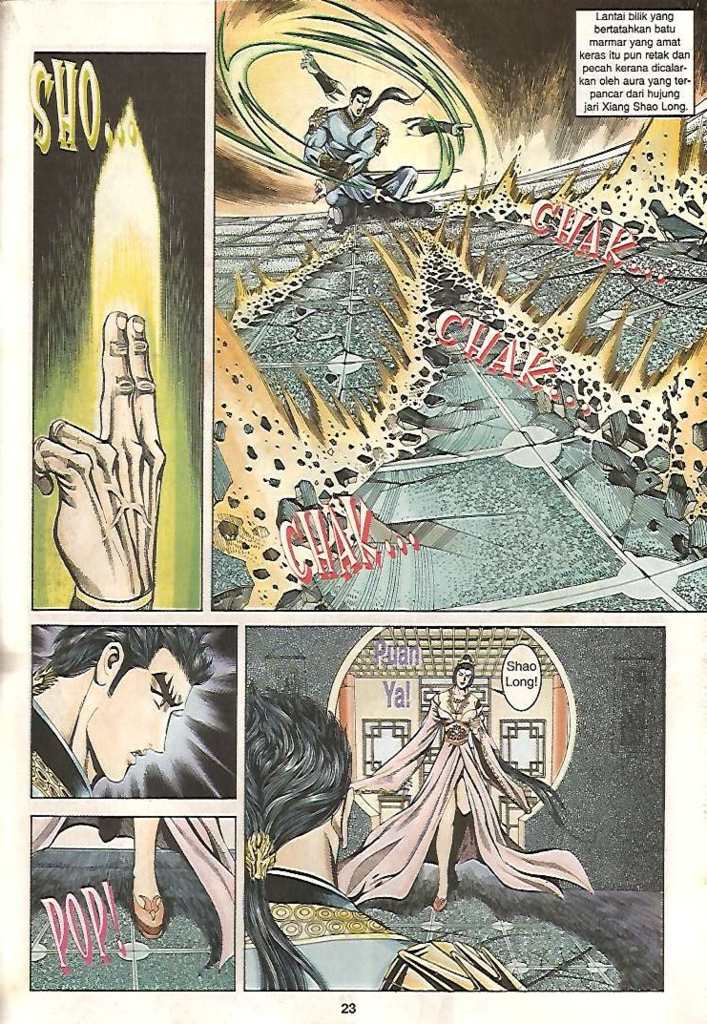 SHO...
Lantai bilik yang
bertatahkan batu
marmar yang amat
keras itu pun retak dan
pecah kerana dicalar-
kan oleh aura yang ter-
pancar dari hujung
jari Xiang Shao Long.
CHAK...
CHAK...
CHAK...
POP!
Puan
Ya!
Shao
Long!
23